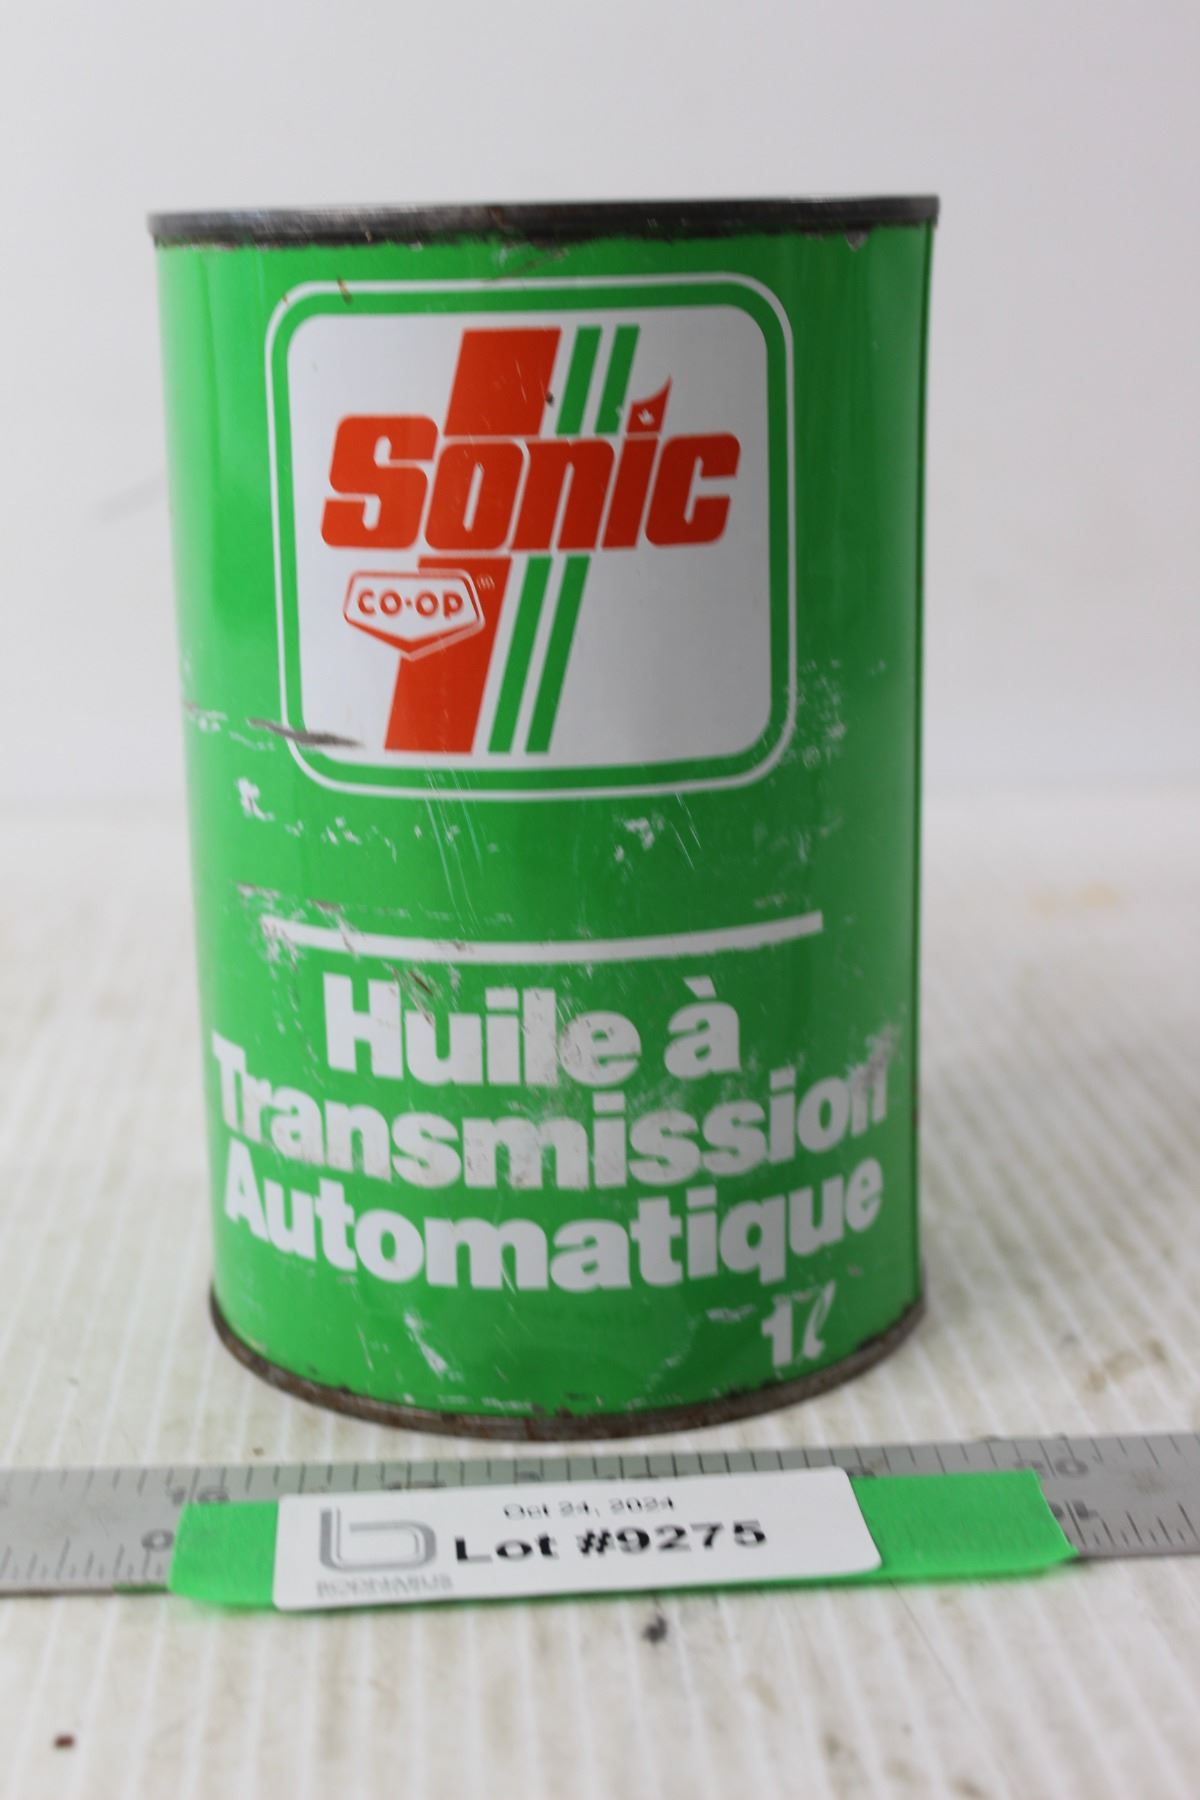 Sonic
CO-OP
Huile à
Transmission
Automatique
1ℓ
Oct 24, 2024
Lot #9275